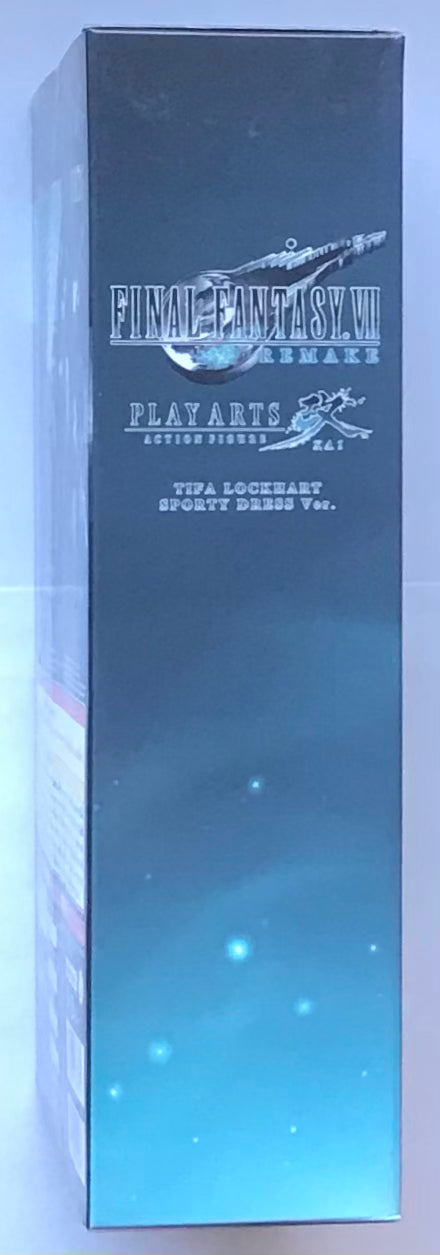 FINAL FANTASY VII
REMAKE
PLAY ARTS 改
ACTION FIGURE KAI
TIFA LOCKHART
SPORTY DRESS Ver.